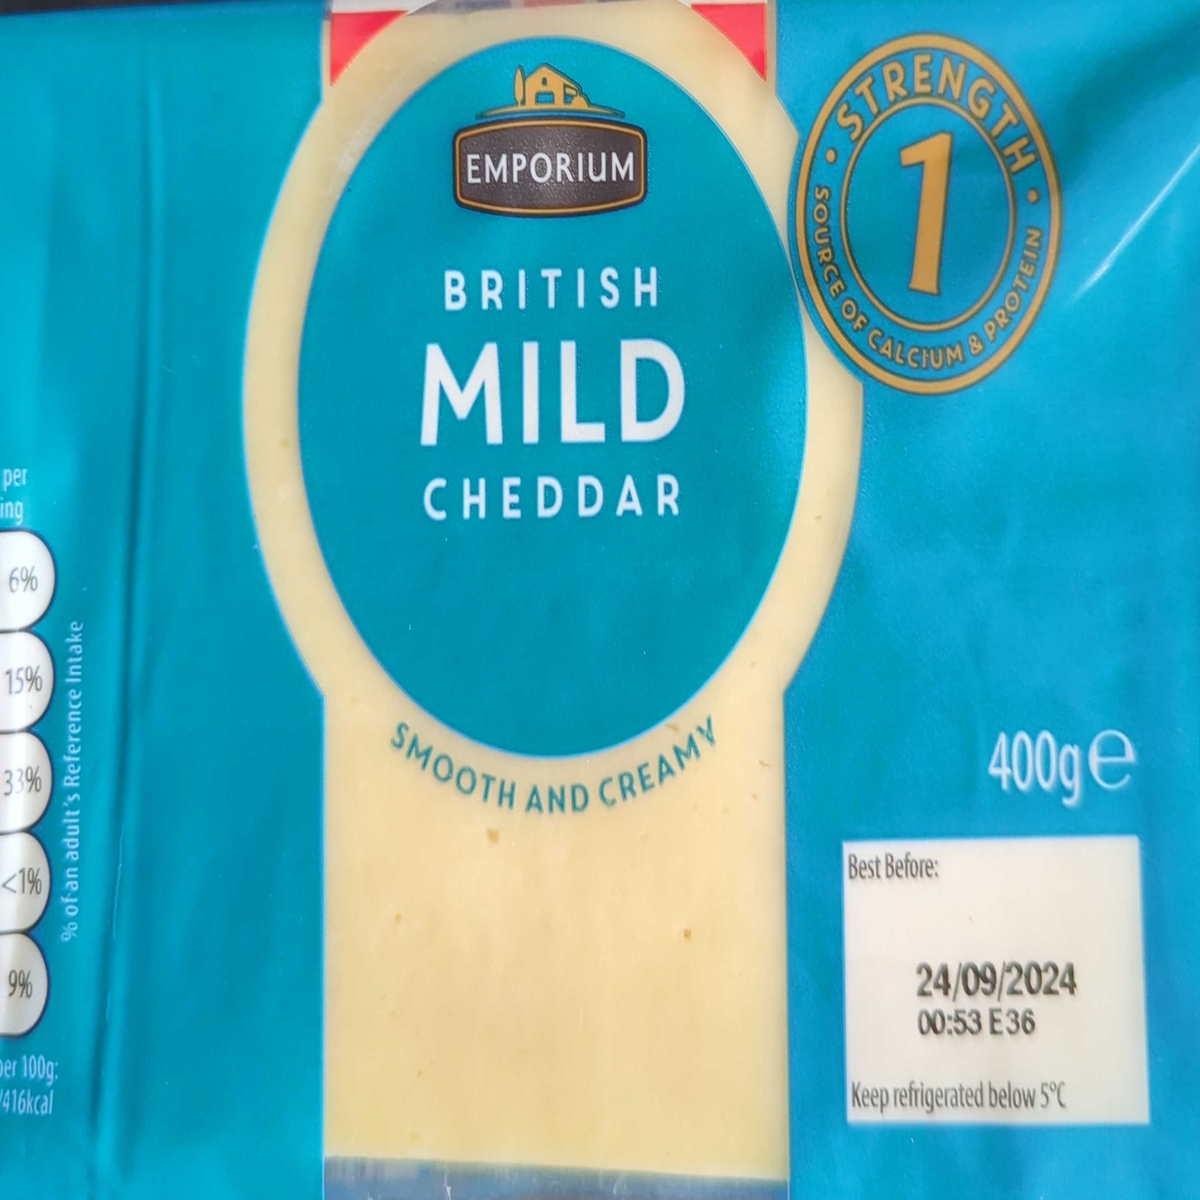 EMPORIUM
BRITISH
MILD
CHEDDAR
SMOOTH AND CREAMY
STRENGTH
1
SOURCE OF CALCIUM & PROTEIN
per
6%
15%
33%
<1%
9%
% of an adult's Reference Intake
per 100g:
/416kcal
400g e
Best Before:
24/09/2024
00:53 E36
Keep refrigerated below 5°C